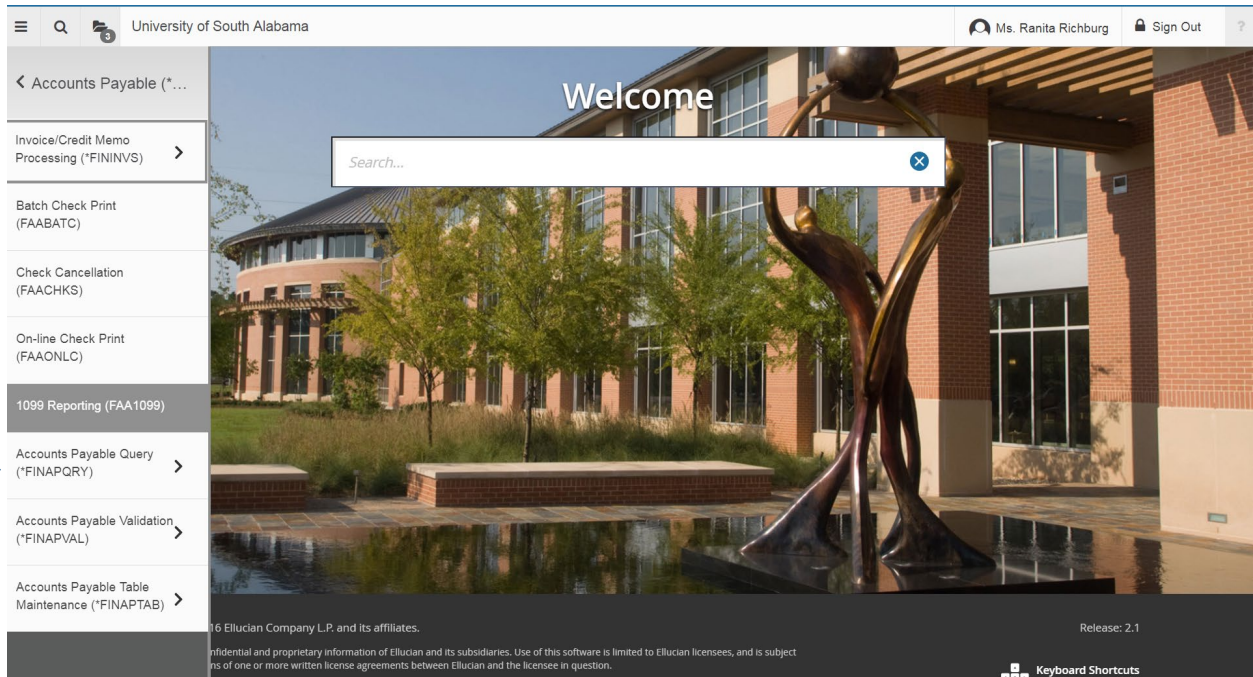 3
University of South Alabama
Ms. Ranita Richburg
Sign Out
?
Accounts Payable (*...
Invoice/Credit Memo
Processing (*FININVS)
Batch Check Print
(FAABATC)
Check Cancellation
(FAACHKS)
On-line Check Print
(FAAONLC)
1099 Reporting (FAA1099)
Accounts Payable Query
(*FINAPQRY)
Accounts Payable Validation
(*FINAPVAL)
Accounts Payable Table
Maintenance (*FINAPTAB)
Welcome
Search...
16 Ellucian Company L.P. and its affiliates.
Release: 2.1
nfidential and proprietary information of Ellucian and its subsidiaries. Use of this software is limited to Ellucian licensees, and is subject
ns of one or more written license agreements between Ellucian and the licensee in question.
Keyboard Shortcuts